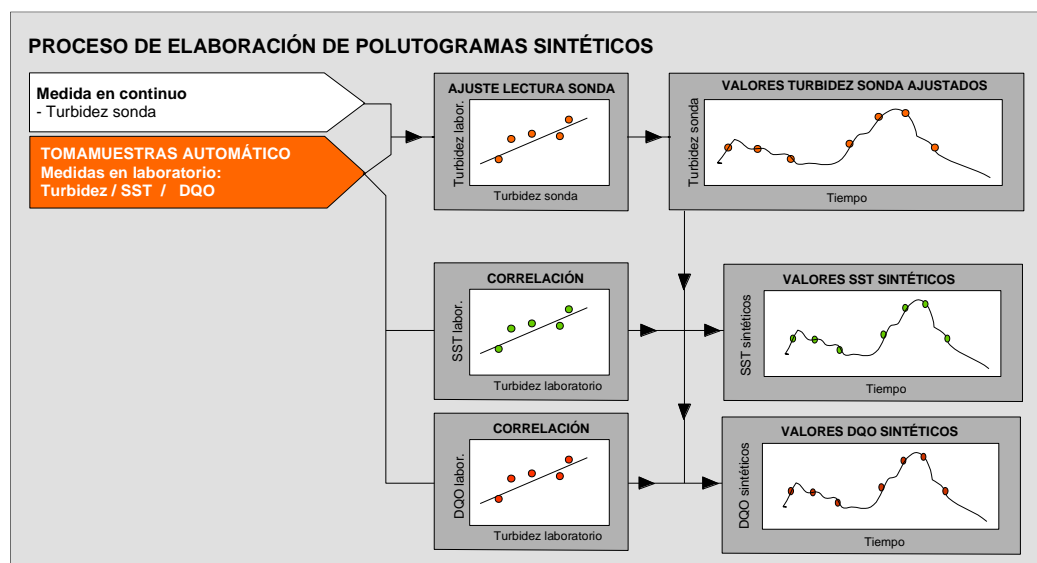 PROCESO DE ELABORACIÓN DE POLUTOGRAMAS SINTÉTICOS
Medida en continuo
- Turbidez sonda
TOMAMUESTRAS AUTOMÁTICO
Medidas en laboratorio:
Turbidez / SST / DQO
AJUSTE LECTURA SONDA
Turbidez labor.
Turbidez sonda
VALORES TURBIDEZ SONDA AJUSTADOS
Turbidez sonda
Tiempo
CORRELACIÓN
SST labor.
Turbidez laboratorio
VALORES SST SINTÉTICOS
SST sintéticos
Tiempo
CORRELACIÓN
DQO labor.
Turbidez laboratorio
VALORES DQO SINTÉTICOS
DQO sintéticos
Tiempo